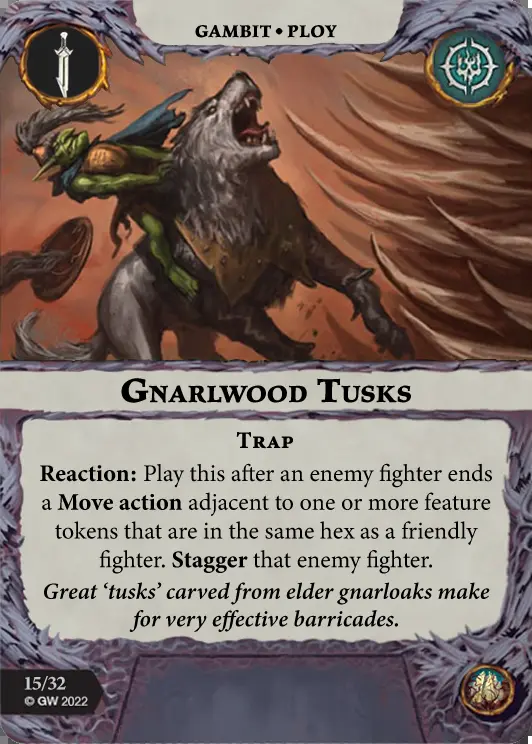 GAMBIT • PLOY
GNARLWOOD TUSKS
TRAP
Reaction: Play this after an enemy fighter ends
a Move action adjacent to one or more feature
tokens that are in the same hex as a friendly
fighter. Stagger that enemy fighter.
Great ‘tusks’ carved from elder gnarloaks make
for very effective barricades.
15/32
© GW 2022